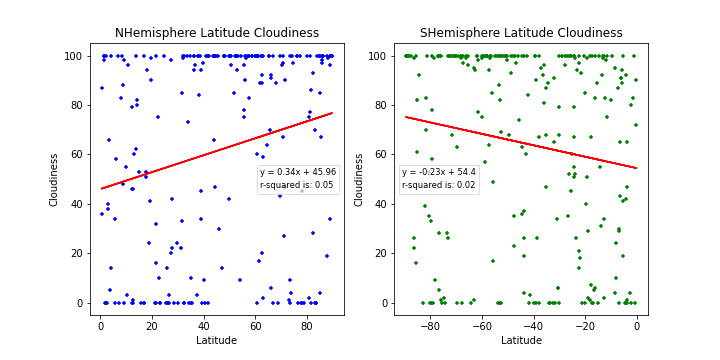 NHemisphere Latitude Cloudiness
SHemisphere Latitude Cloudiness
Cloudiness
100
80
60
40
20
0
y = 0.34x + 45.96
r-squared is: 0.05
0
20
40
60
80
Latitude
Cloudiness
100
80
60
40
20
0
y = -0.23x + 54.4
r-squared is: 0.02
−80
−60
−40
−20
0
Latitude